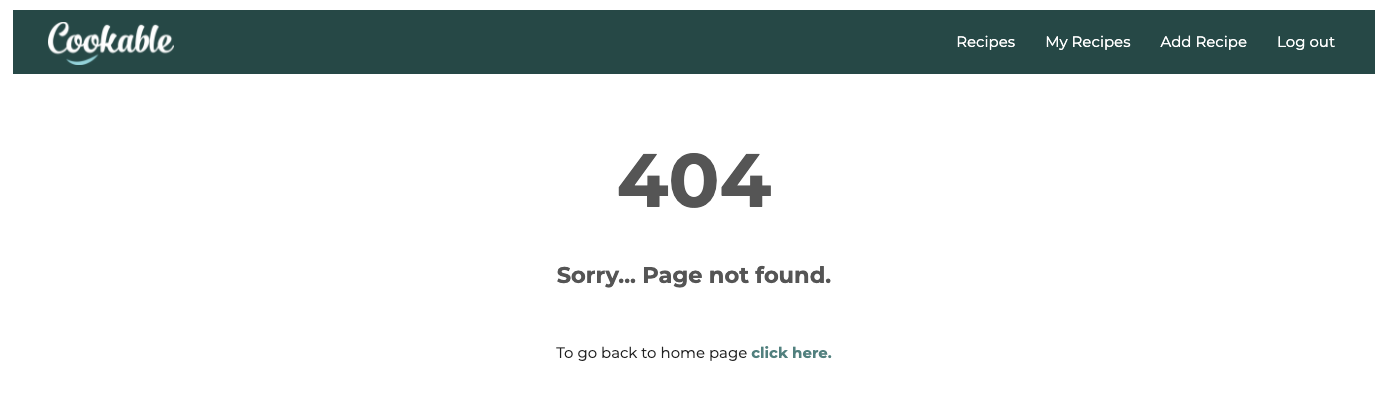 Cookable
Recipes My Recipes Add Recipe Log out
404
Sorry... Page not found.
To go back to home page click here.